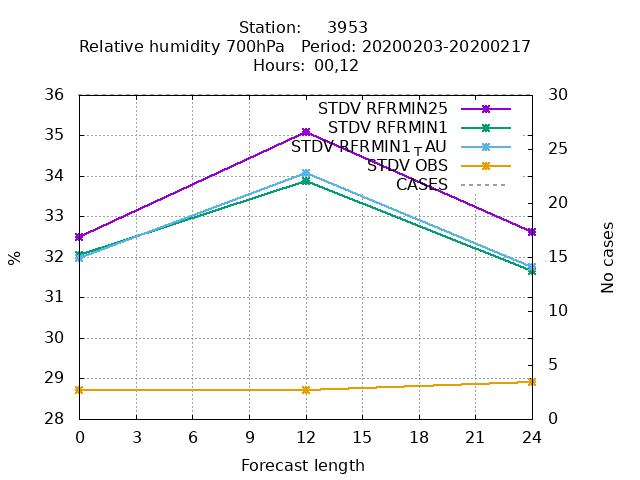 Station: 3953
Relative humidity 700hPa Period: 20200203-20200217
Hours: 00,12
36
35
34
33
32
31
30
29
28
30
25
20
15
10
5
0
STDV RFRMIN25
STDV RFRMIN1
STDV RFRMIN1TAU
STDV OBS
CASES
%
No cases
0 3 6 9 12 15 18 21 24
Forecast length